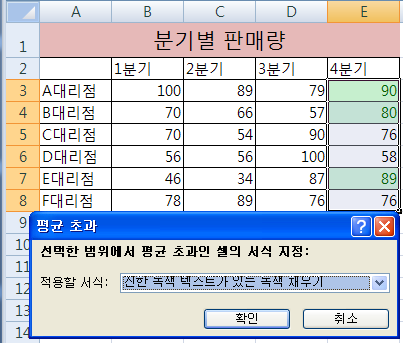 A B C D E
1 분기별 판매량
2 1분기 2분기 3분기 4분기
3 A대리점 100 89 79 90
4 B대리점 70 66 57 80
5 C대리점 70 54 90 76
6 D대리점 56 56 100 58
7 E대리점 46 34 87 89
8 F대리점 78 89 76 76
9
평균 초과
10
선택한 범위에서 평균 초과인 셀의 서식 지정:
11
12
적용할 서식: 진한 녹색 텍스트가 있는 녹색 채우기
13
확인 취소
14